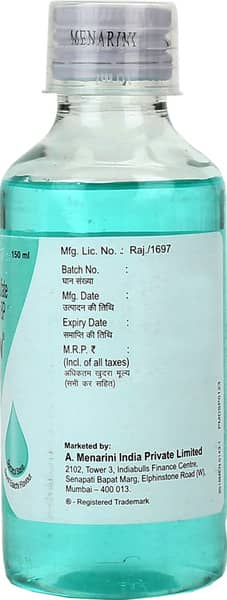 MENARINI
150 ml
Mfg. Lic. No. : Raj./1697
Batch No. :
घान संख्या
Mfg. Date :
उत्पादन की तिथि
Expiry Date :
समाप्ति की तिथि
M.R.P. ₹ :
(Incl. of all taxes)
अधिकतम खुदरा मूल्य
(सभी कर सहित)
Marketed by:
A. Menarini India Private Limited
2102, Tower 3, Indiabulls Finance Centre,
Senapati Bapat Marg, Elphinstone Road (W),
Mumbai – 400 013.
® - Registered Trademark